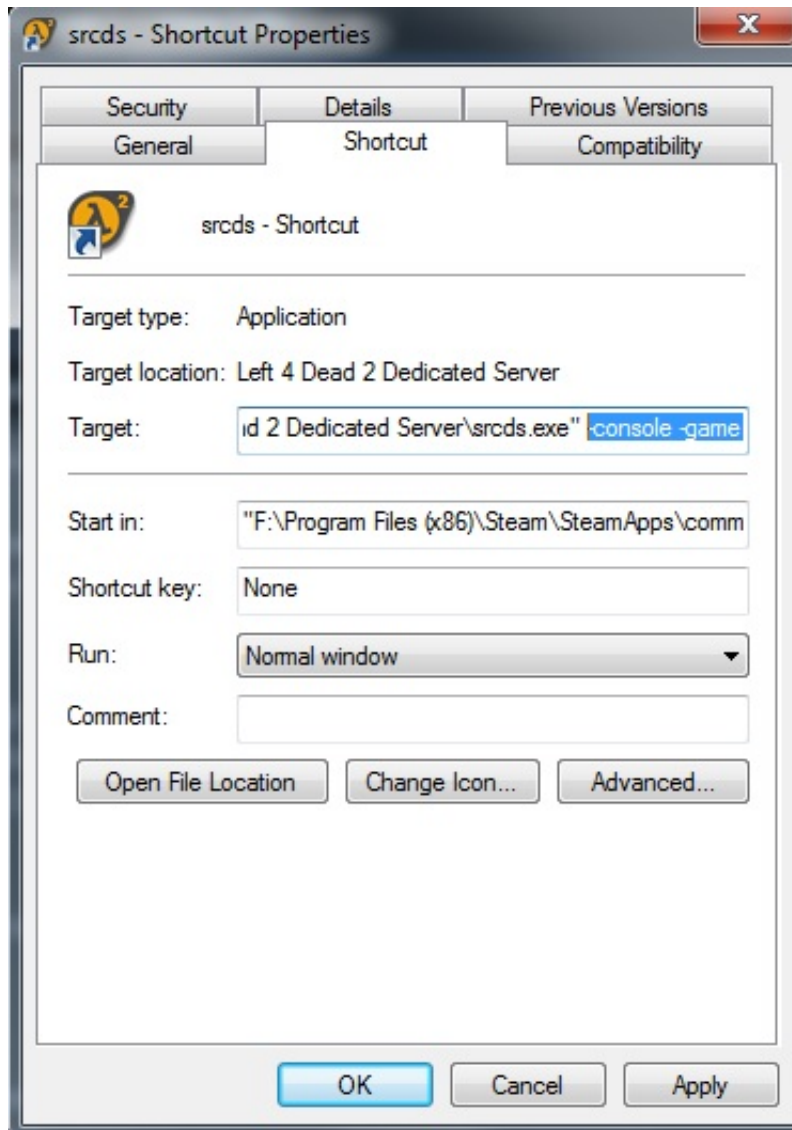 srcds - Shortcut Properties
Security Details Previous Versions
General Shortcut Compatibility
2
srcds - Shortcut
Target type: Application
Target location: Left 4 Dead 2 Dedicated Server
Target: d 2 Dedicated Server\srcds.exe" -console -game
Start in: "F:\Program Files (x86)\Steam\SteamApps\comm
Shortcut key: None
Run: Normal window
Comment:
Open File Location Change Icon... Advanced...
OK Cancel Apply